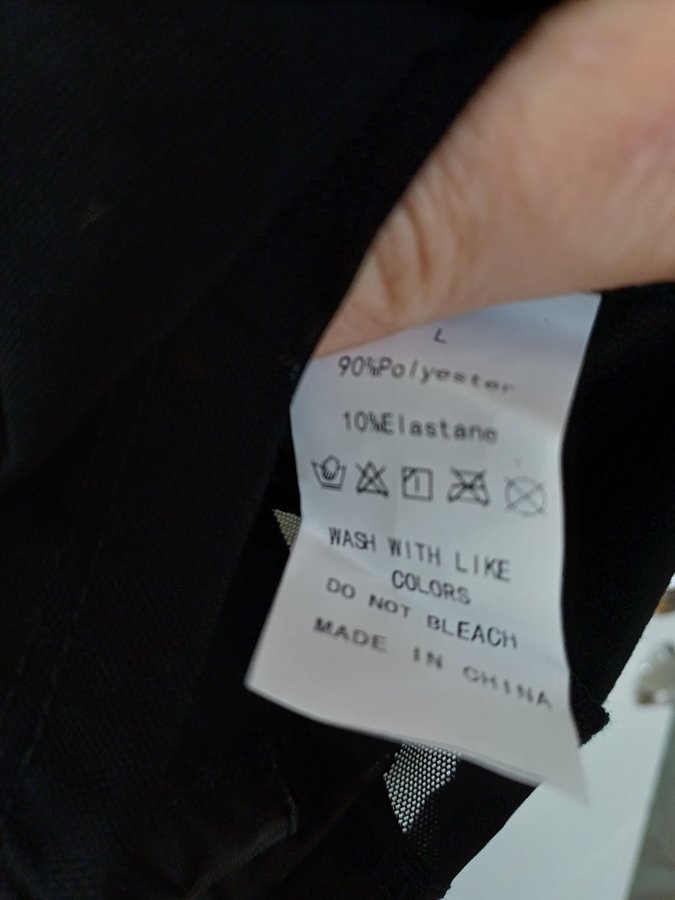 L
90%Polyester
10%Elastane
WASH WITH LIKE
COLORS
DO NOT BLEACH
MADE IN CHINA